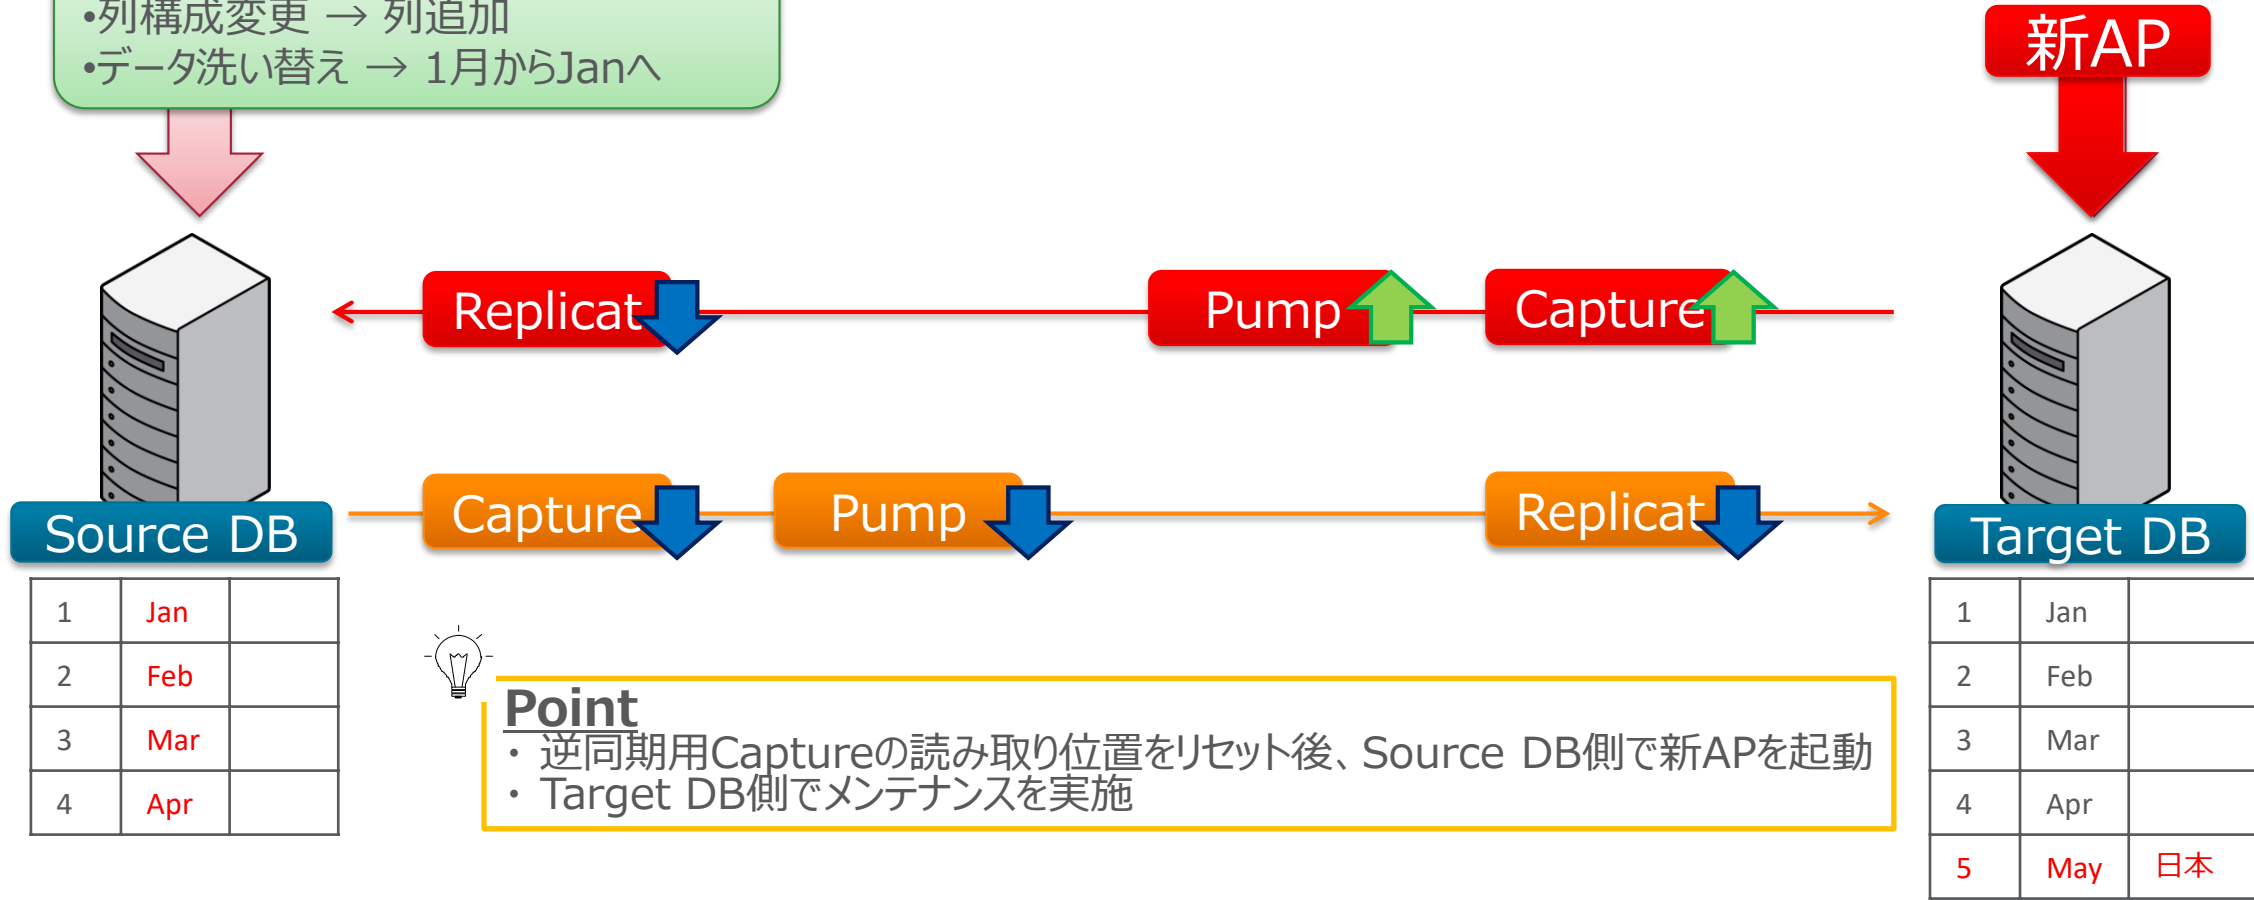 •列構成変更 → 列追加
•データ洗い替え → 1月からJanへ
新AP
Replicat
Pump
Capture
Capture
Pump
Replicat
Source DB
Target DB
1 Jan
2 Feb
3 Mar
4 Apr
Point
・ 逆同期用Captureの読み取り位置をリセット後、Source DB側で新APを起動
・ Target DB側でメンテナンスを実施
1 Jan
2 Feb
3 Mar
4 Apr
5 May 日本